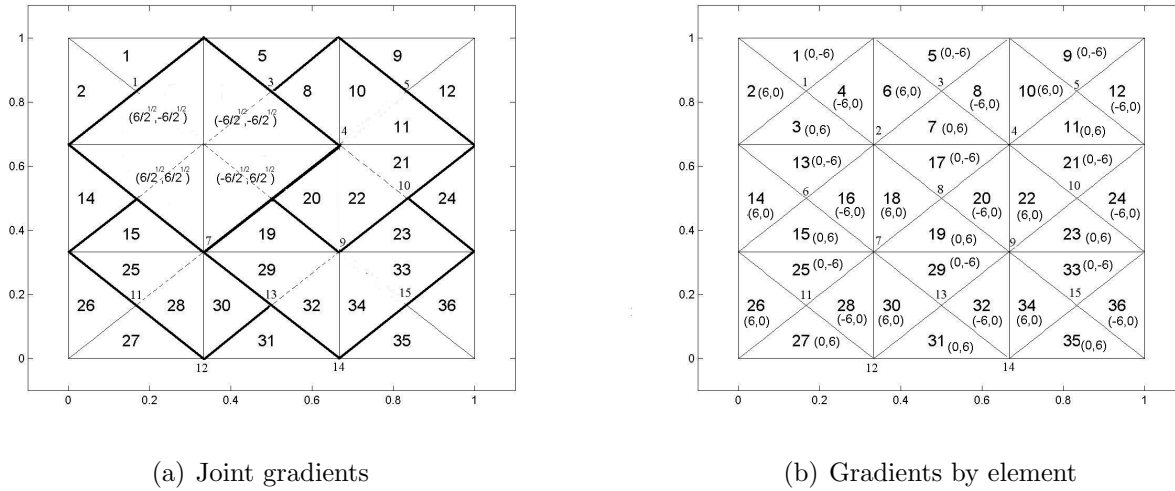 1
0.8
0.6
0.4
0.2
0
0 0.2 0.4 0.6 0.8 1
1 5 9
2 1 3 8 10 5 12
(6/2^1/2,-6/2^1/2) (-6/2^1/2,-6/2^1/2)
4 11
(6/2^1/2,6/2^1/2) (-6/2^1/2,6/2^1/2) 21
14 20 22 10 24
15 7 19 9 23
25 29 33
26 11 28 30 13 32 34 15 36
27 31 35
12 14
(a) Joint gradients
1
0.8
0.6
0.4
0.2
0
0 0.2 0.4 0.6 0.8 1
1 (0,-6) 5 (0,-6) 9 (0,-6)
1 3 5
2 (6,0) 4 (-6,0) 6 (6,0) 8 (-6,0) 10 (6,0) 12 (-6,0)
3 (0,6) 2 7 (0,6) 4 11 (0,6)
13 (0,-6) 17 (0,-6) 21 (0,-6)
6 8 10
14 (6,0) 16 (-6,0) 18 (6,0) 20 (-6,0) 22 (6,0) 24 (-6,0)
15 (0,6) 7 19 (0,6) 9 23 (0,6)
25 (0,-6) 29 (0,-6) 33 (0,-6)
11 13 15
26 (6,0) 28 (-6,0) 30 (6,0) 32 (-6,0) 34 (6,0) 36 (-6,0)
27 (0,6) 31 (0,6) 35 (0,6)
12 14
(b) Gradients by element